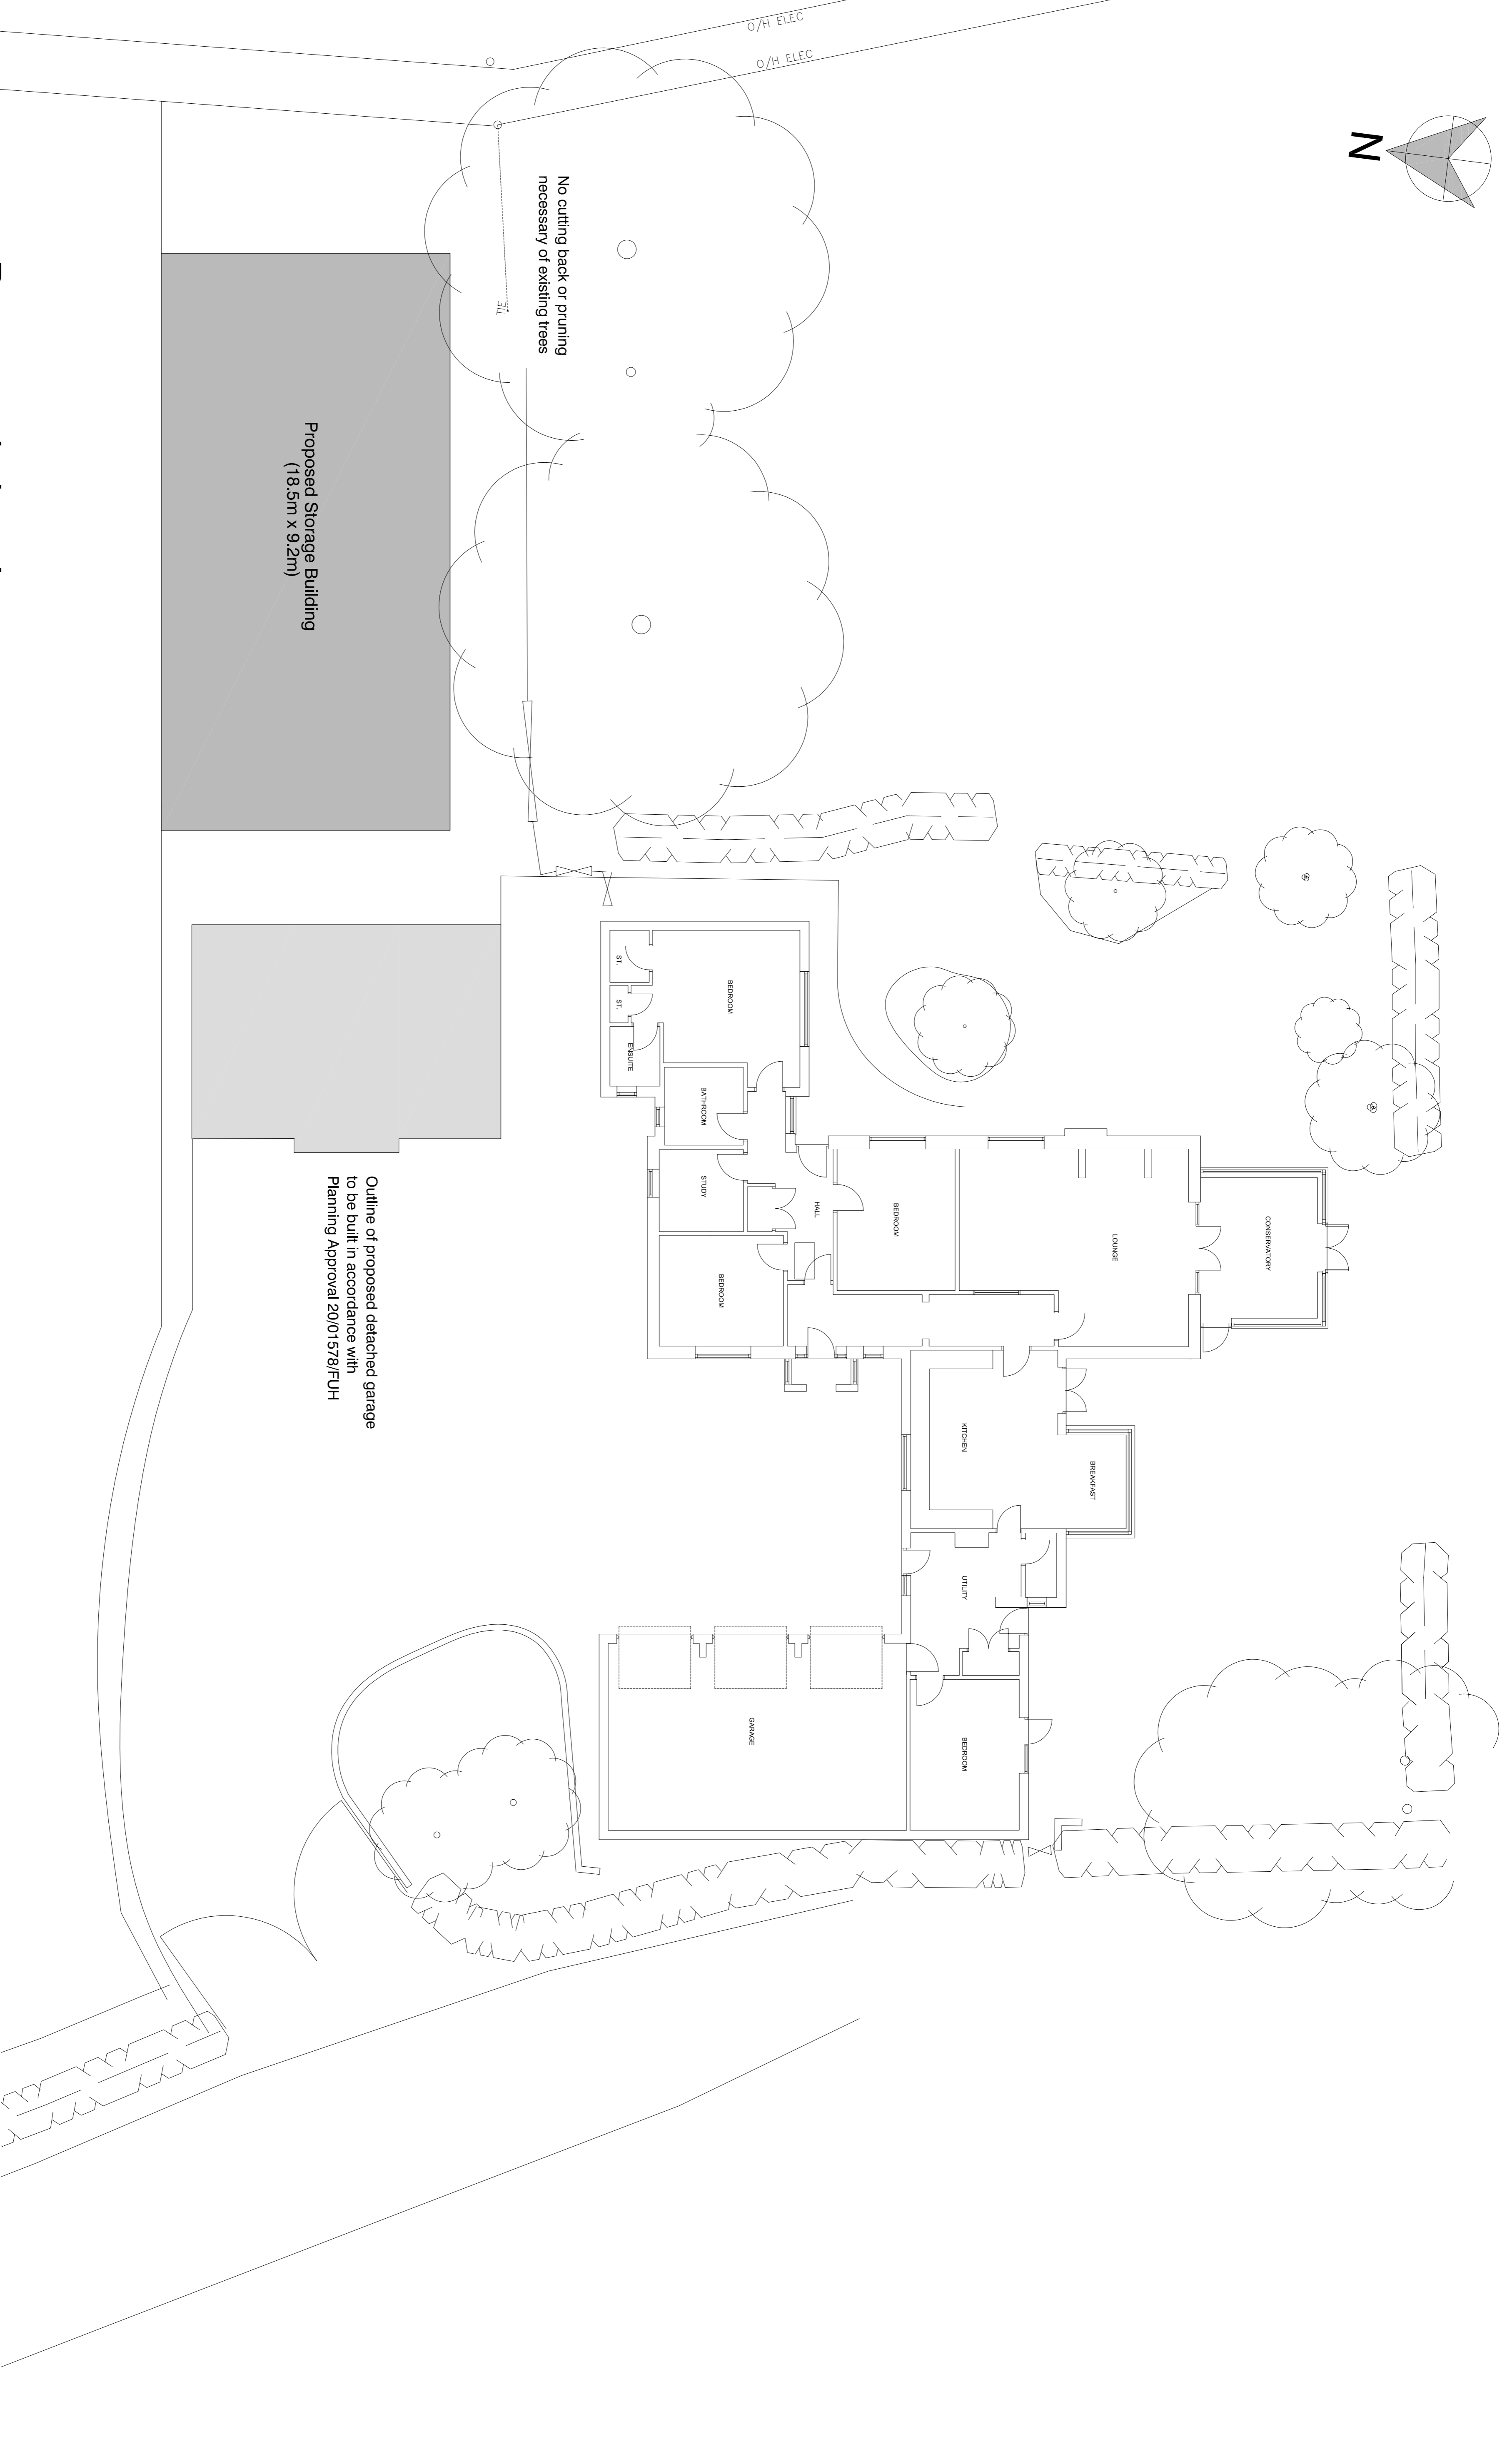 O/H ELEC
O/H ELEC
N
No cutting back or pruning
necessary of existing trees
TIE
Proposed Storage Building
(18.5m x 9.2m)
ST.
ST.
BEDROOM
ENSUITE
BATHROOM
STUDY
HALL
BEDROOM
LOUNGE
CONSERVATORY
BEDROOM
Outline of proposed detached garage
to be built in accordance with
Planning Approval 20/01578/FUH
KITCHEN
BREAKFAST
UTILITY
GARAGE
BEDROOM